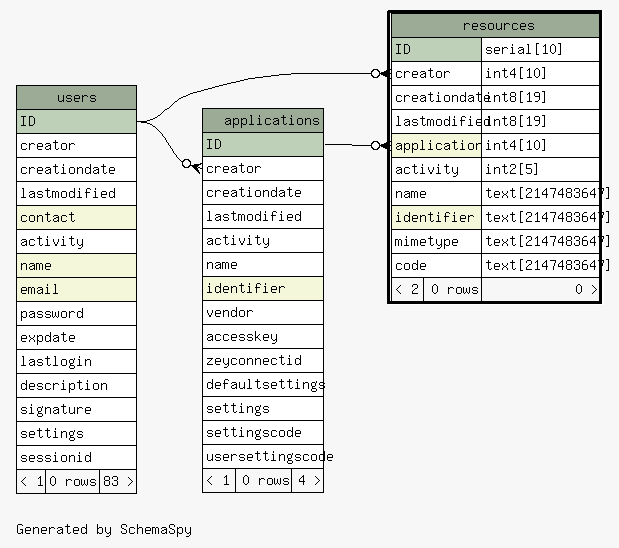 users
ID
creator
creationdate
lastmodified
contact
activity
name
email
password
expdate
lastlogin
description
signature
settings
sessionid
< 1 0 rows 83 >
applications
ID
creator
creationdate
lastmodified
activity
name
identifier
vendor
accesskey
zeyconnectid
defaultsettings
settings
settingscode
usersettingscode
< 1 0 rows 4 >
resources
ID serial[10]
creator int4[10]
creationdate int8[19]
lastmodified int8[19]
application int4[10]
activity int2[5]
name text[2147483647]
identifier text[2147483647]
mimetype text[2147483647]
code text[2147483647]
< 2 0 rows 0 >
Generated by SchemaSpy